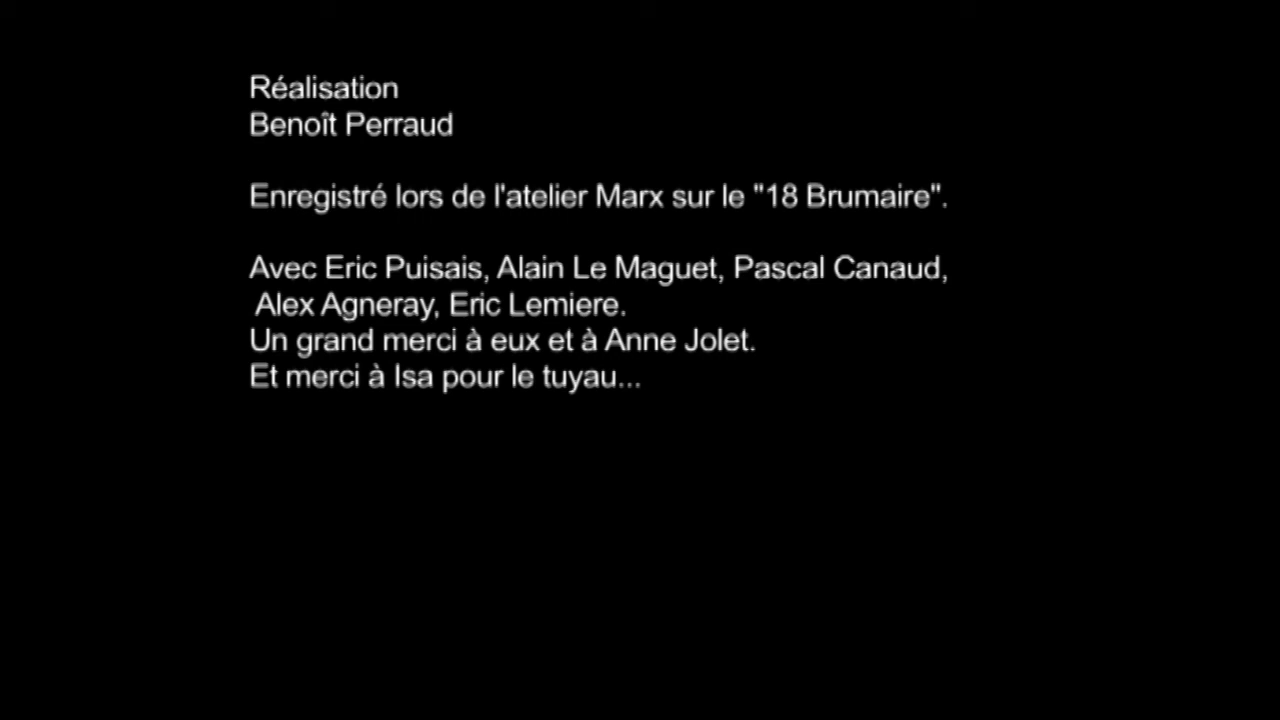 Réalisation
Benoît Perraud
Enregistré lors de l'atelier Marx sur le "18 Brumaire".
Avec Eric Puisais, Alain Le Maguet, Pascal Canaud,
Alex Agneray, Eric Lemiere.
Un grand merci à eux et à Anne Jolet.
Et merci à Isa pour le tuyau...